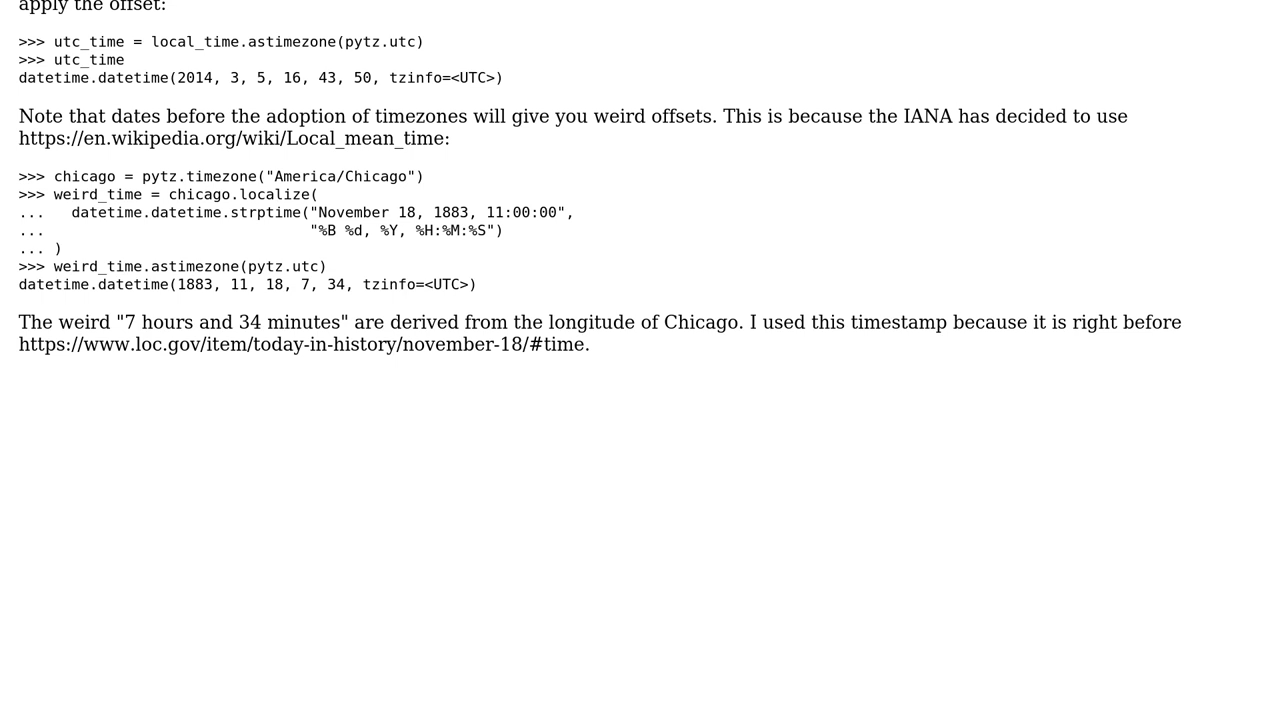 apply the offset:
>>> utc_time = local_time.astimezone(pytz.utc)
>>> utc_time
datetime.datetime(2014, 3, 5, 16, 43, 50, tzinfo=<UTC>)
Note that dates before the adoption of timezones will give you weird offsets. This is because the IANA has decided to use
https://en.wikipedia.org/wiki/Local_mean_time:
>>> chicago = pytz.timezone("America/Chicago")
>>> weird_time = chicago.localize(
...   datetime.datetime.strptime("November 18, 1883, 11:00:00",
...                              "%B %d, %Y, %H:%M:%S")
... )
>>> weird_time.astimezone(pytz.utc)
datetime.datetime(1883, 11, 18, 7, 34, tzinfo=<UTC>)
The weird "7 hours and 34 minutes" are derived from the longitude of Chicago. I used this timestamp because it is right before
https://www.loc.gov/item/today-in-history/november-18/#time.